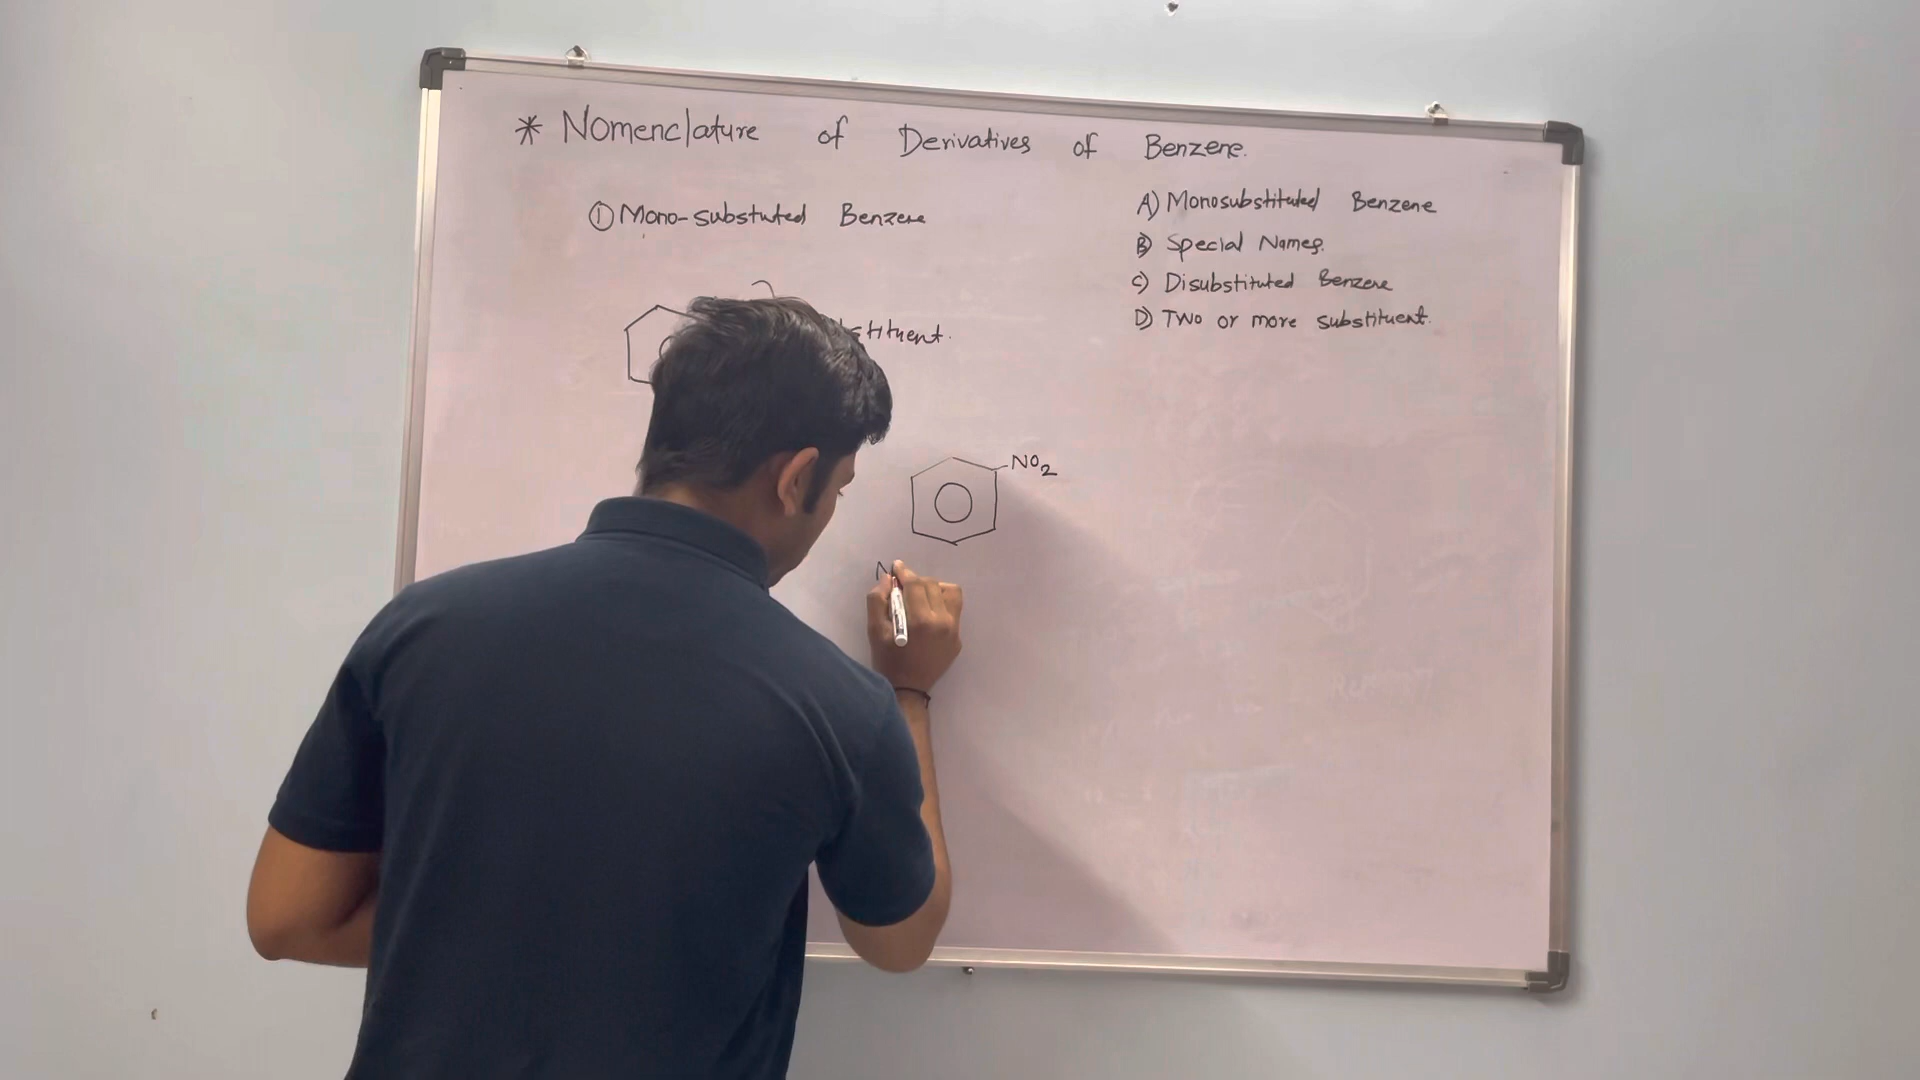 * Nomenclature of Derivatives of Benzene.
① Mono-substuted Benzene
A) Monosubstituted Benzene
B) Special Names.
C) Disubstituted Benzene
D) Two or more substituent.
stituent.
NO2
N